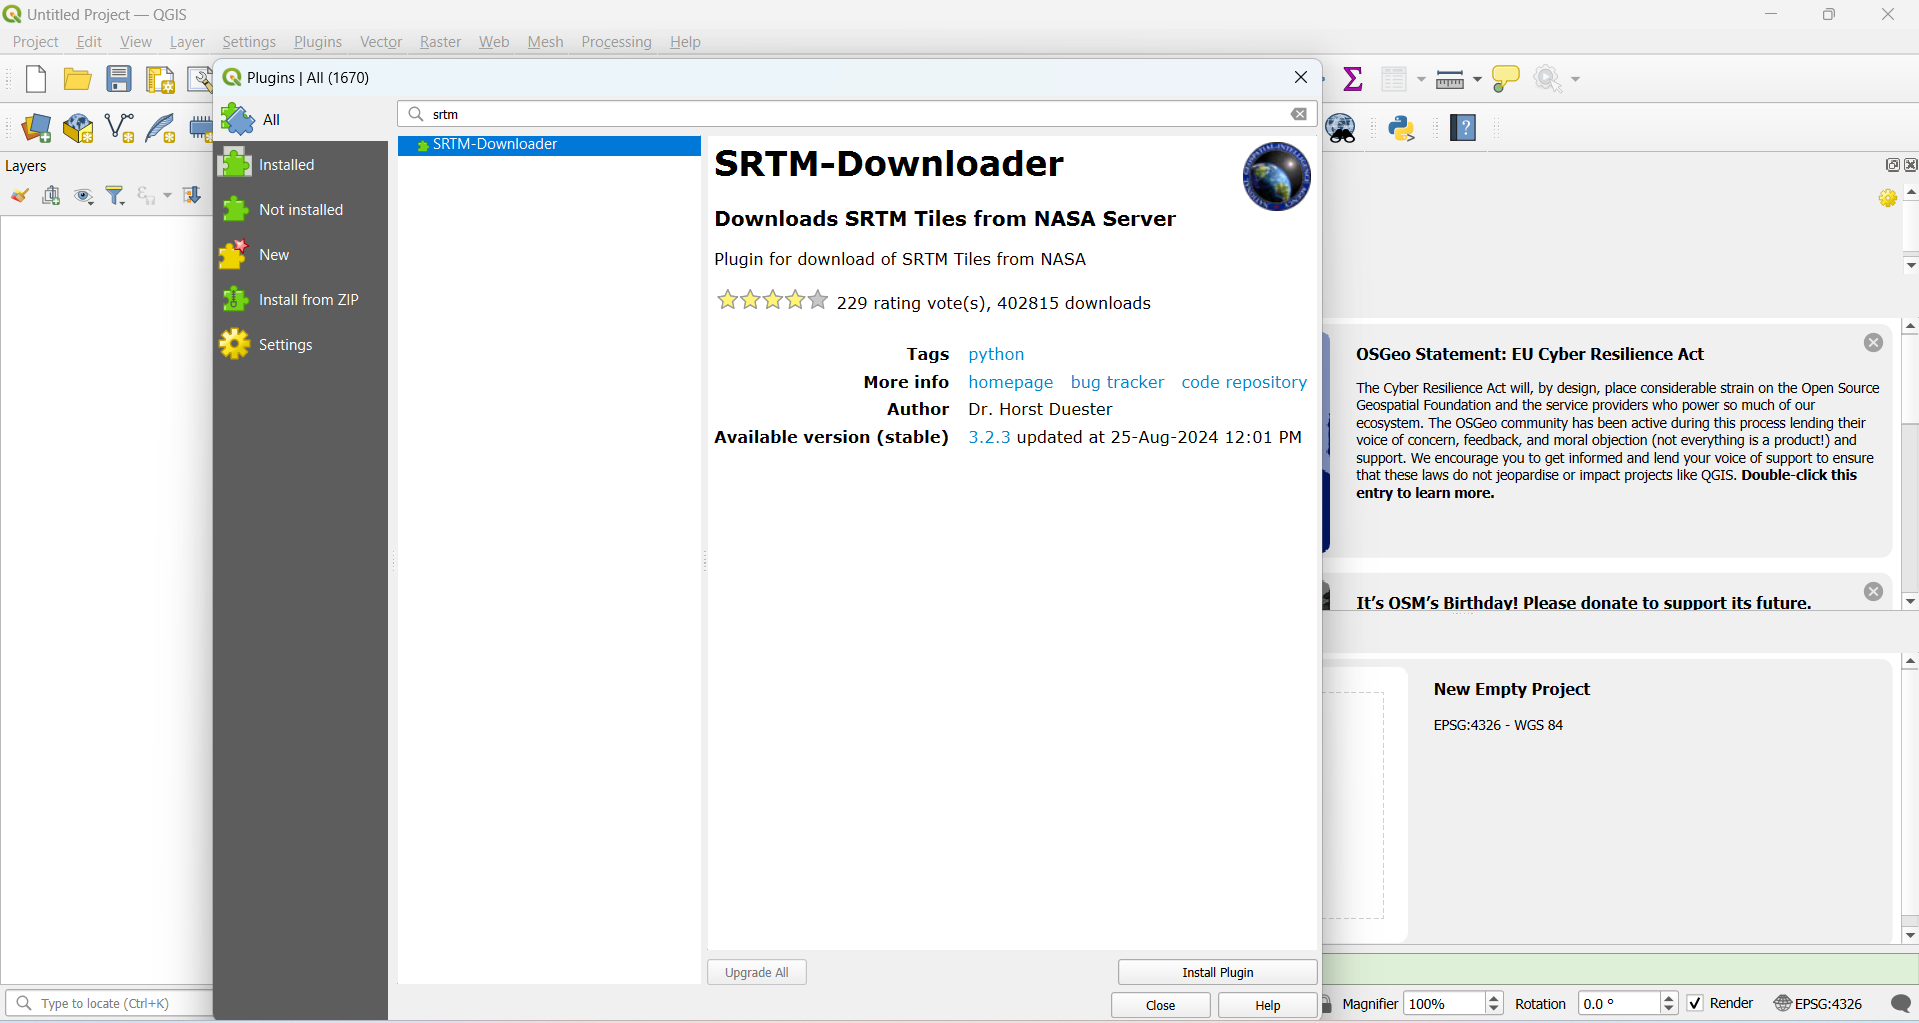 Untitled Project — QGIS
Project Edit View Layer Settings Plugins Vector Raster Web Mesh Processing Help
Plugins | All (1670)
All
srtm
Installed
Not installed
New
Install from ZIP
Settings
SRTM-Downloader
SRTM-Downloader
Downloads SRTM Tiles from NASA Server
Plugin for download of SRTM Tiles from NASA
229 rating vote(s), 402815 downloads
Tags python
More info homepage bug tracker code repository
Author Dr. Horst Duester
Available version (stable) 3.2.3 updated at 25-Aug-2024 12:01 PM
Upgrade All
Install Plugin
Close
Help
Layers
OSGeo Statement: EU Cyber Resilience Act
The Cyber Resilience Act will, by design, place considerable strain on the Open Source
Geospatial Foundation and the service providers who power so much of our
ecosystem. The OSGeo community has been active during this process lending their
voice of concern, feedback, and moral objection (not everything is a product!) and
support. We encourage you to get informed and lend your voice of support to ensure
that these laws do not jeopardise or impact projects like QGIS. Double-click this
entry to learn more.
It's OSM's Birthday! Please donate to support its future.
New Empty Project
EPSG:4326 - WGS 84
Type to locate (Ctrl+K)
Magnifier 100% Rotation 0.0 ° Render EPSG:4326